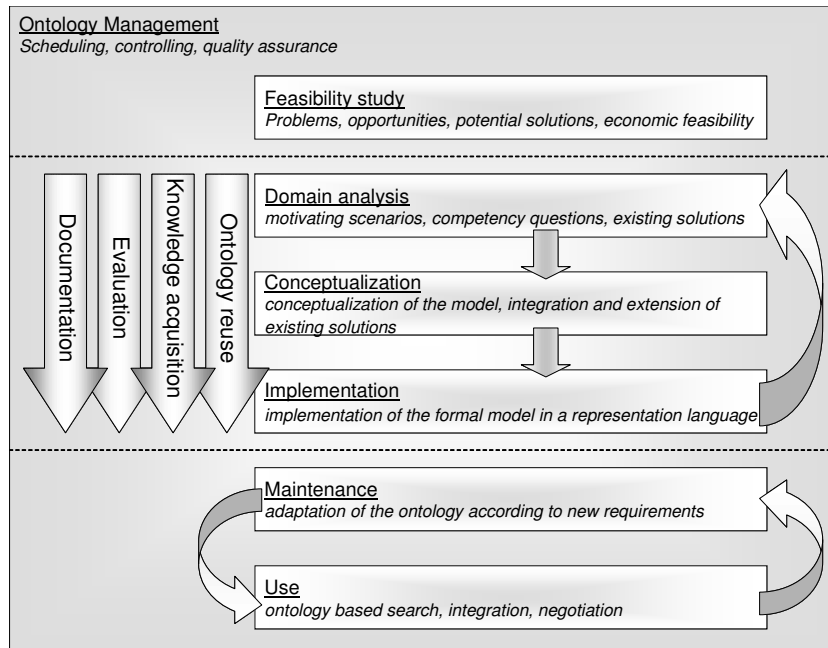 Ontology Management
Scheduling, controlling, quality assurance
Feasibility study
Problems, opportunities, potential solutions, economic feasibility
Documentation
Evaluation
Knowledge acquisition
Ontology reuse
Domain analysis
motivating scenarios, competency questions, existing solutions
Conceptualization
conceptualization of the model, integration and extension of
existing solutions
Implementation
implementation of the formal model in a representation language
Maintenance
adaptation of the ontology according to new requirements
Use
ontology based search, integration, negotiation